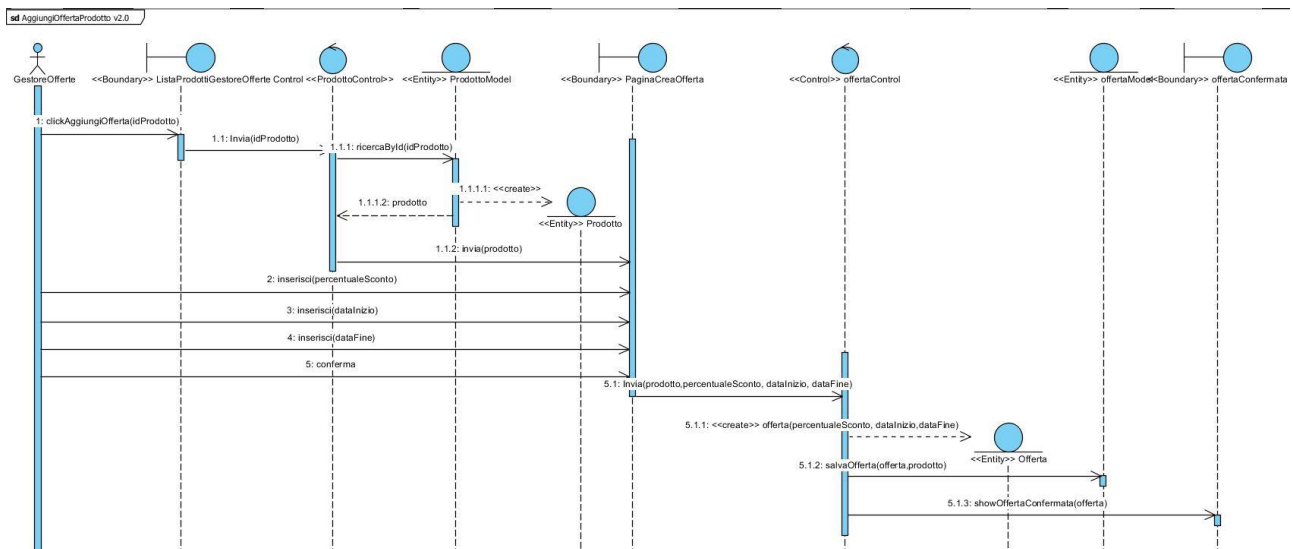 sd AggiungiOffertaProdotto v2.0
GestoreOfferte
<<Boundary>> ListaProdottiGestoreOfferte Control
<<ProdottoControl>>
<<Entity>> ProdottoModel
<<Boundary>> PaginaCreaOfferta
<<Control>> offertaControl
<<Entity>> offertaModel
<<Boundary>> offertaConfermata
1: clickAggiungiOfferta(idProdotto)
1.1: Invia(idProdotto)
1.1.1: ricercaById(idProdotto)
1.1.1.1: <<create>>
1.1.1.2: prodotto
<<Entity>> Prodotto
1.1.2: invia(prodotto)
2: inserisci(percentualeSconto)
3: inserisci(dataInizio)
4: inserisci(dataFine)
5: conferma
5.1: Invia(prodotto,percentualeSconto, dataInizio, dataFine)
5.1.1: <<create>> offerta(percentualeSconto, dataInizio,dataFine)
<<Entity>> Offerta
5.1.2: salvaOfferta(offerta,prodotto)
5.1.3: showOffertaConfermata(offerta)